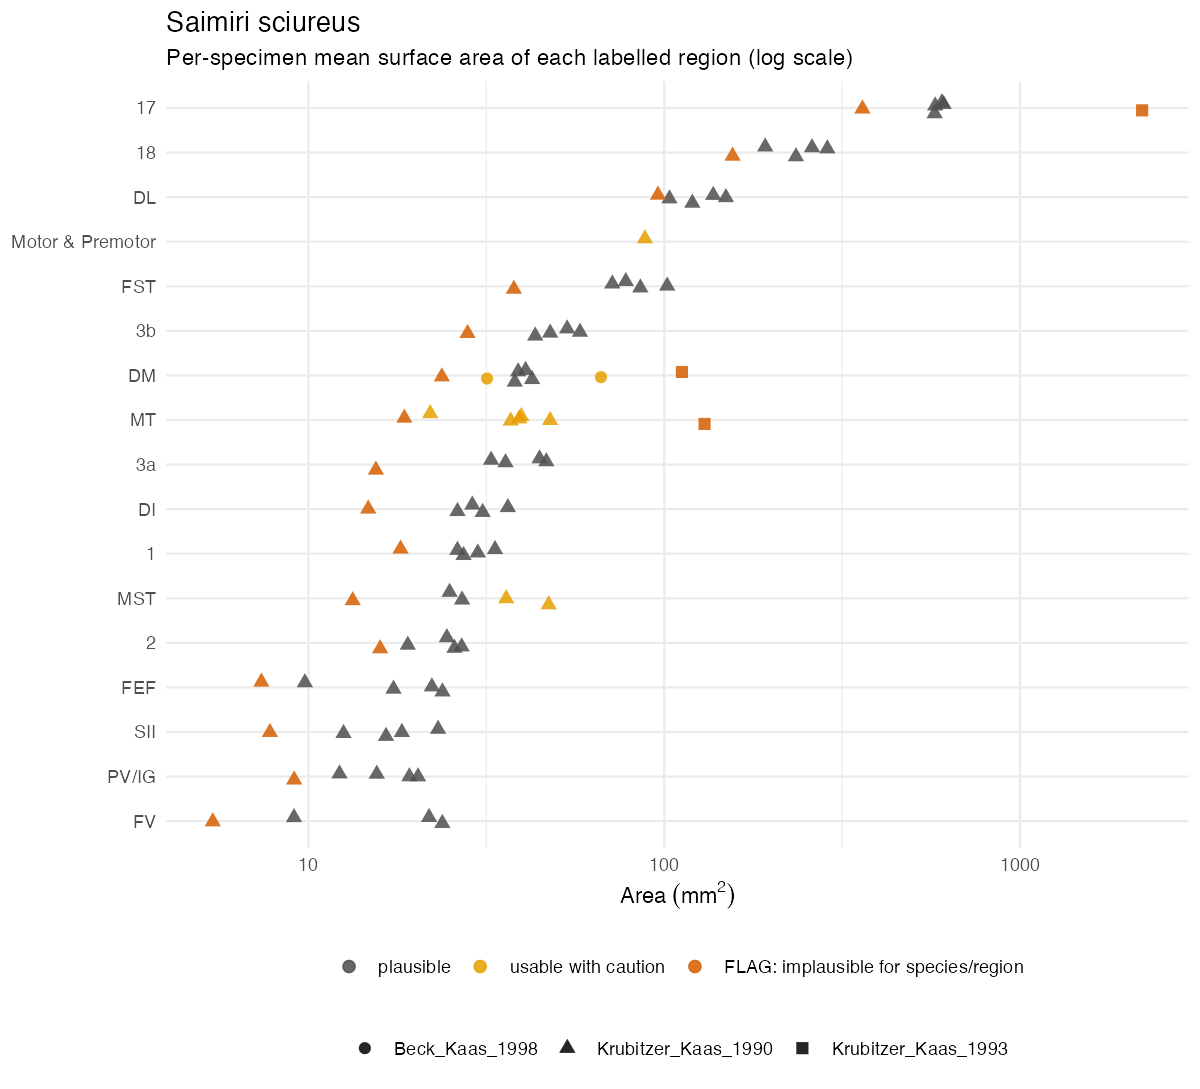 Saimiri sciureus
Per-specimen mean surface area of each labelled region (log scale)
17
18
DL
Motor & Premotor
FST
3b
DM
MT
3a
DI
1
MST
2
FEF
SII
PV/IG
FV
10 100 1000
Area (mm²)
plausible usable with caution FLAG: implausible for species/region
Beck_Kaas_1998 Krubitzer_Kaas_1990 Krubitzer_Kaas_1993